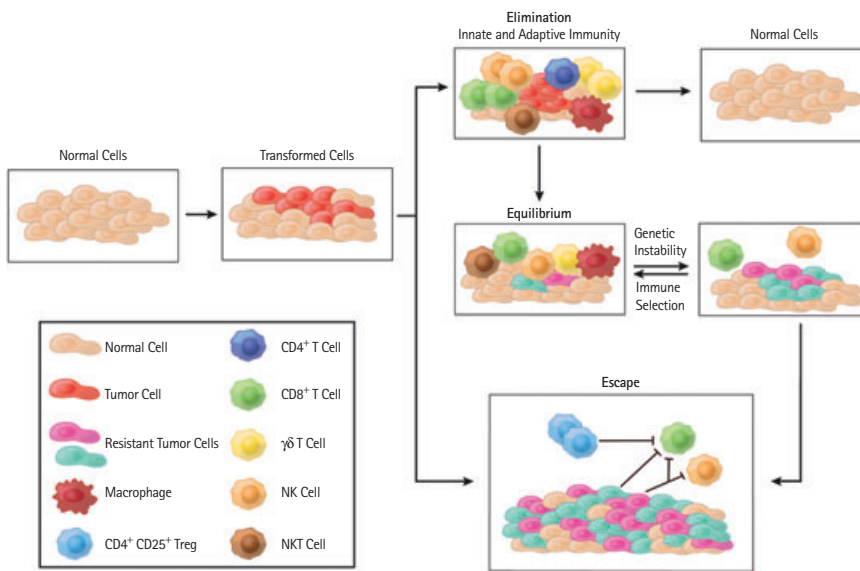 Elimination
Innate and Adaptive Immunity
Normal Cells
Normal Cells
Transformed Cells
Equilibrium
Genetic
Instability
Immune
Selection
Normal Cell
CD4+ T Cell
Tumor Cell
CD8+ T Cell
Resistant Tumor Cells
γδ T Cell
Macrophage
NK Cell
CD4+ CD25+ Treg
NKT Cell
Escape